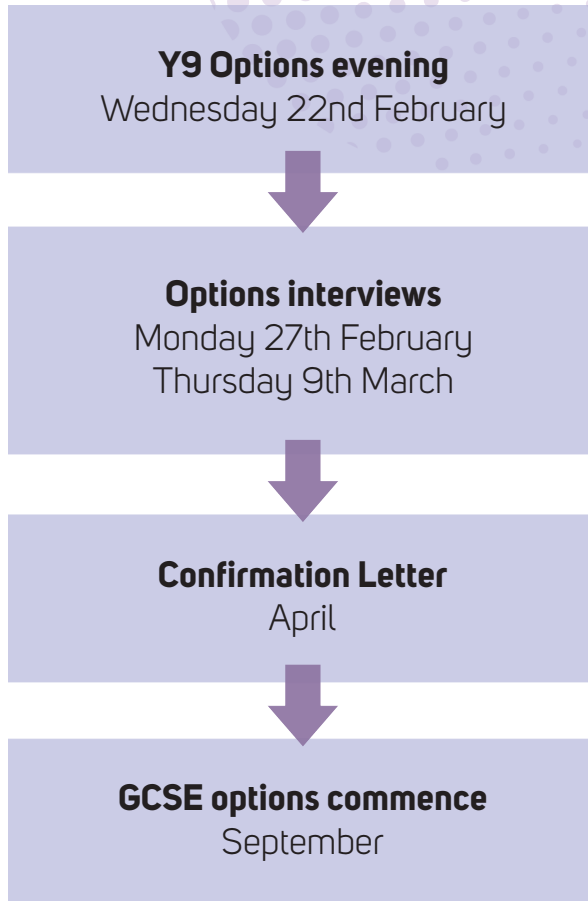 Y9 Options evening
Wednesday 22nd February
Options interviews
Monday 27th February
Thursday 9th March
Confirmation Letter
April
GCSE options commence
September